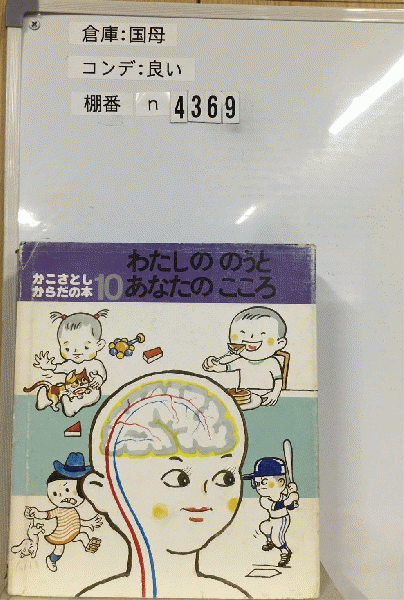 倉庫:国母
コンデ:良い
棚番 n 4369
かこさとし
からだの本 10
わたしの のうと
あなたの こころ